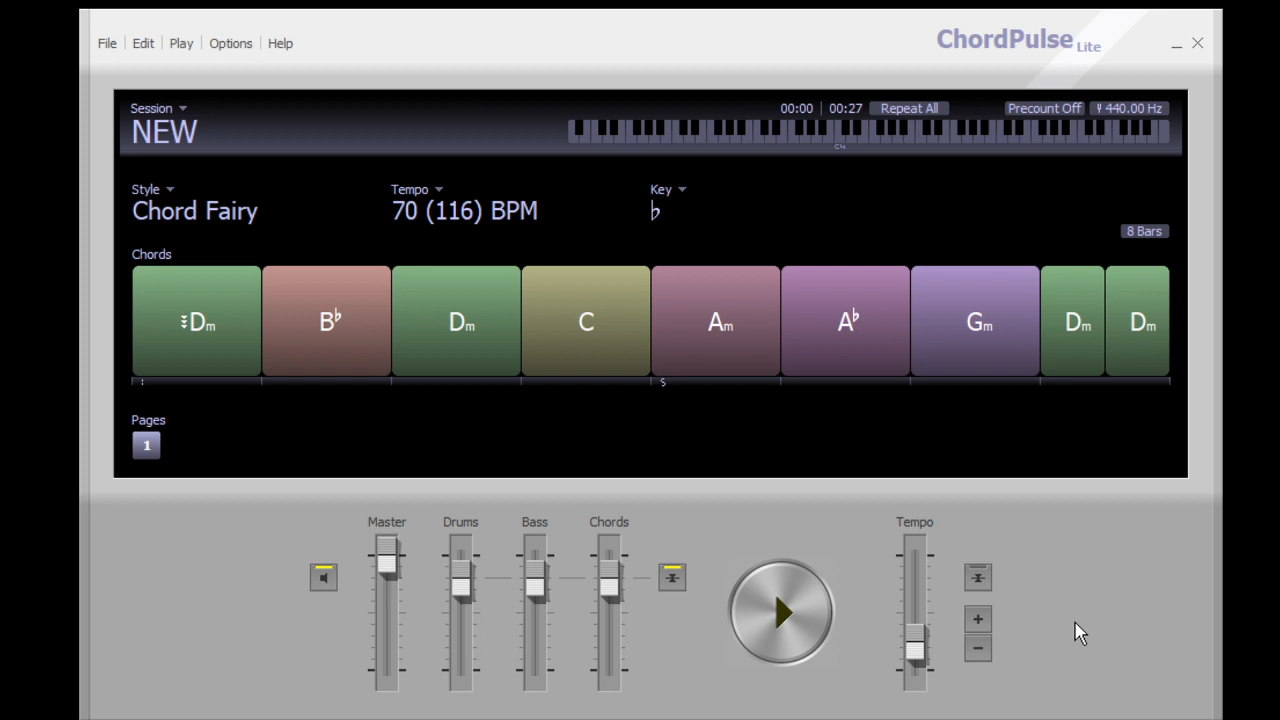 File Edit Play Options Help
ChordPulse Lite
Session
NEW
00:00 00:27 Repeat All Precount Off 440.00 Hz
C4
Style Tempo Key
Chord Fairy 70 (116) BPM ♭
8 Bars
Chords
Dm B♭ Dm C Am A♭ Gm Dm Dm
S
Pages
1
Master Drums Bass Chords Tempo
+
−